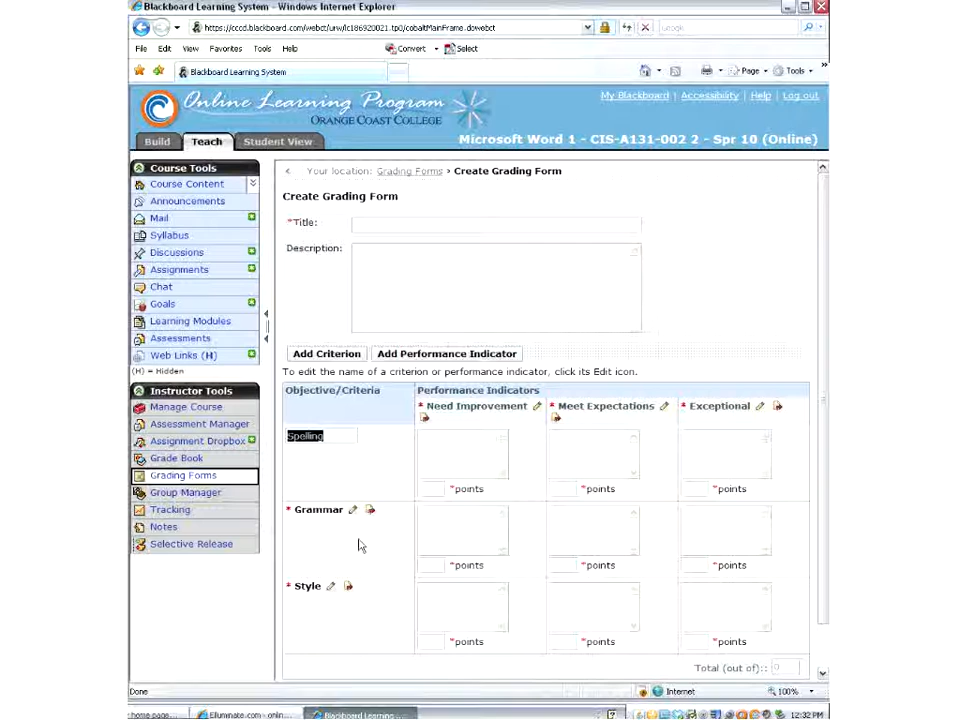 Blackboard Learning System - Windows Internet Explorer
https://cccd.blackboard.com/webct/urw/lc186920021.tp0/cobaltMainFrame.dowebct
File Edit View Favorites Tools Help Convert Select
Blackboard Learning System Page Tools
Online Learning Program
ORANGE COAST COLLEGE
My Blackboard | Accessibility | Help | Log out
Microsoft Word 1 - CIS-A131-002 2 - Spr 10 (Online)
Build Teach Student View
Course Tools
Course Content
Announcements
Mail
Syllabus
Discussions
Assignments
Chat
Goals
Learning Modules
Assessments
Web Links (H)
(H) = Hidden
Instructor Tools
Manage Course
Assessment Manager
Assignment Dropbox
Grade Book
Grading Forms
Group Manager
Tracking
Notes
Selective Release
Your location: Grading Forms › Create Grading Form
Create Grading Form
*Title:
Description:
Add Criterion Add Performance Indicator
To edit the name of a criterion or performance indicator, click its Edit icon.
Objective/Criteria Performance Indicators
* Need Improvement * Meet Expectations * Exceptional
Spelling
*points *points *points
* Grammar
*points *points *points
* Style
*points *points *points
Total (out of):: 0
Done Internet 100%
home page... Elluminate.com - onlin... Blackboard Learning... 12:32 PM